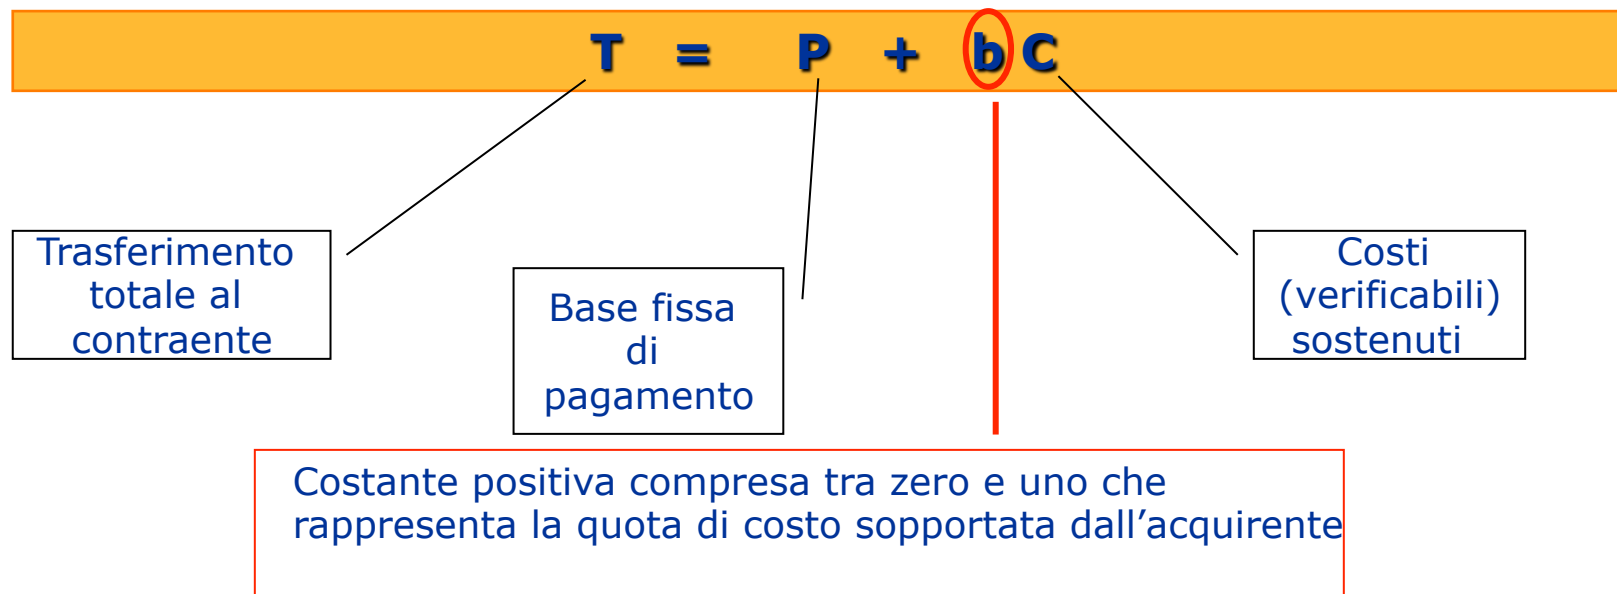 T = P + b C
Trasferimento
totale al
contraente
Base fissa
di
pagamento
Costi
(verificabili)
sostenuti
Costante positiva compresa tra zero e uno che
rappresenta la quota di costo sopportata dall’acquirente